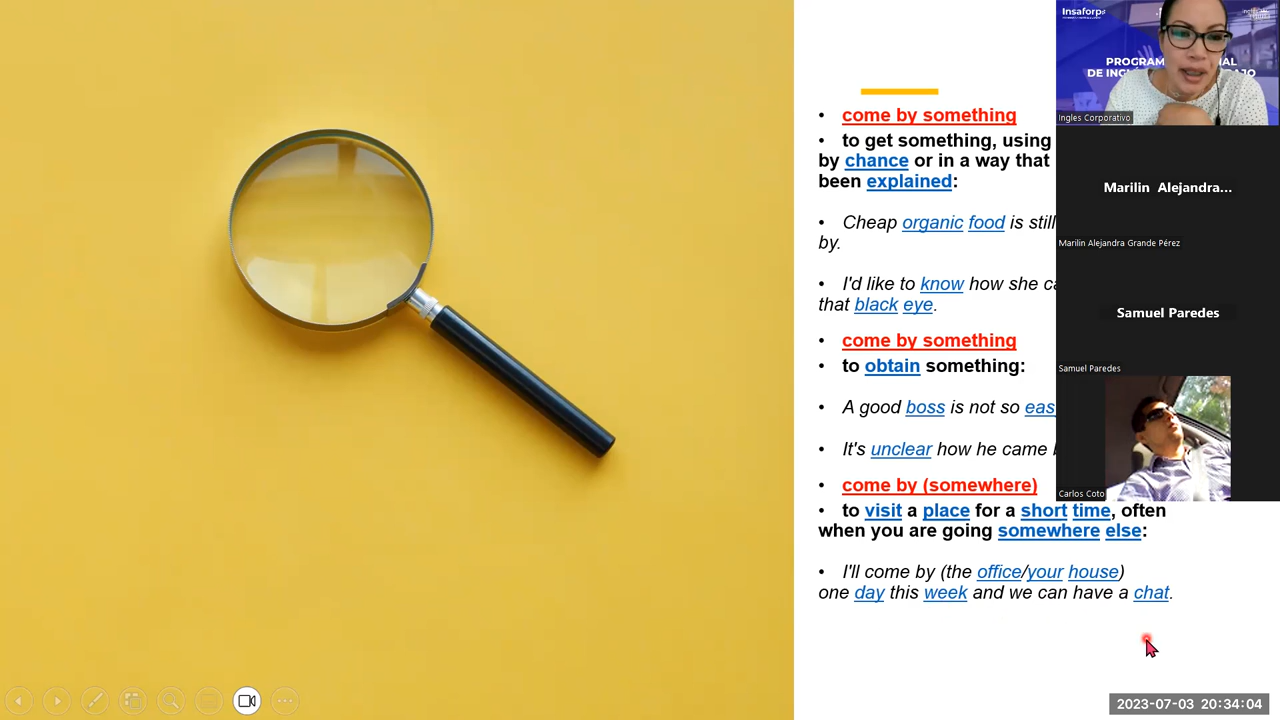 come by something
to get something, using
by chance or in a way that
been explained:
Cheap organic food is still
by.
I'd like to know how she ca
that black eye.
come by something
to obtain something:
A good boss is not so eas
It's unclear how he came b
come by (somewhere)
to visit a place for a short time, often
when you are going somewhere else:
I'll come by (the office/your house)
one day this week and we can have a chat.
Insaforp
PROGRAM
DE INGL
Ingles Corporativo
Marilin Alejandra...
Marilin Alejandra Grande Pérez
Samuel Paredes
Samuel Paredes
Carlos Coto
2023-07-03 20:34:04